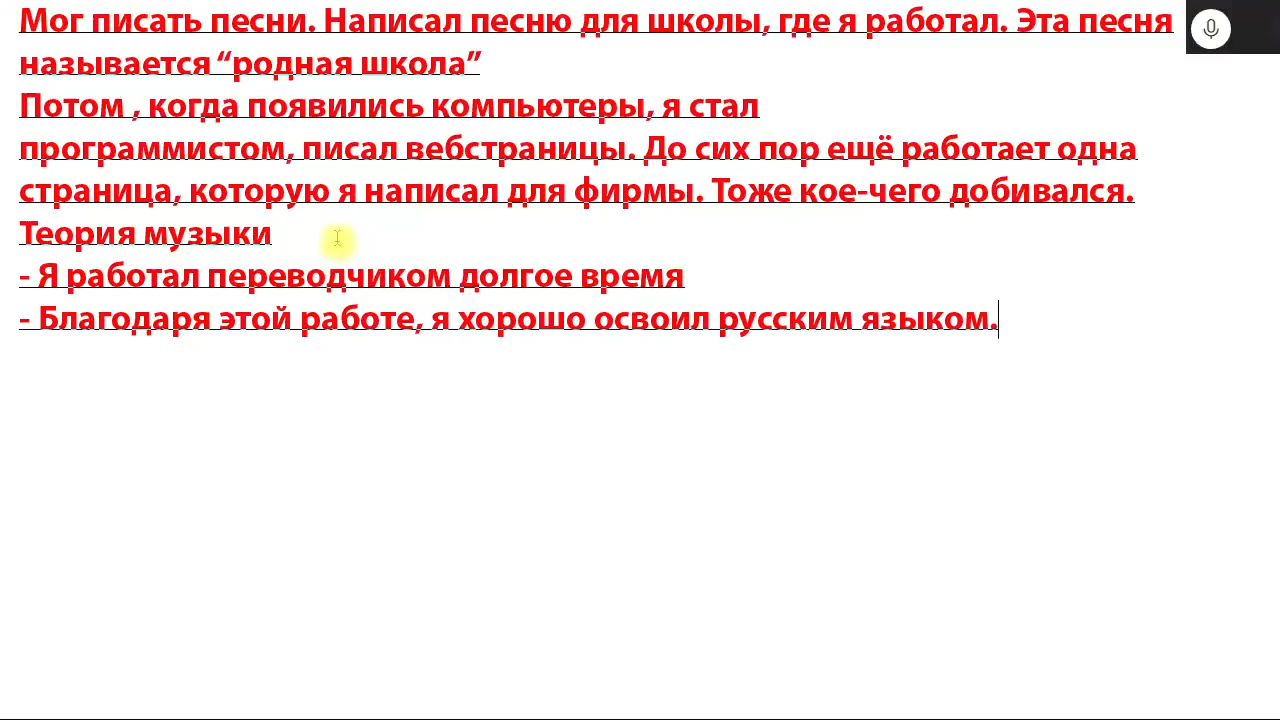 Мог писать песни. Написал песню для школы, где я работал. Эта песня
называется “родная школа”
Потом , когда появились компьютеры, я стал
программистом, писал вебстраницы. До сих пор ещё работает одна
страница, которую я написал для фирмы. Тоже кое-чего добивался.
Теория музыки
- Я работал переводчиком долгое время
- Благодаря этой работе, я хорошо освоил русским языком.